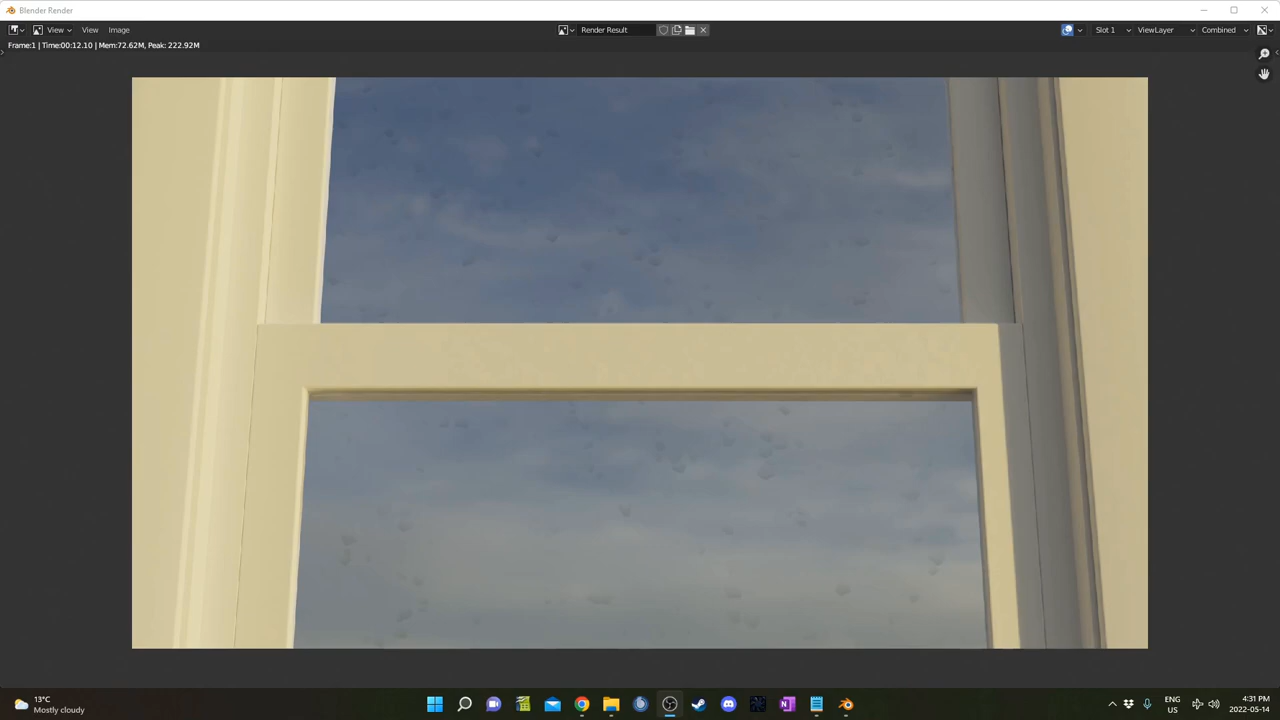 Blender Render
View View Image Render Result Slot 1 ViewLayer Combined
Frame:1 | Time:00:12.10 | Mem:72.62M, Peak: 222.92M
13°C
Mostly cloudy
ENG
US
4:31 PM
2022-05-14